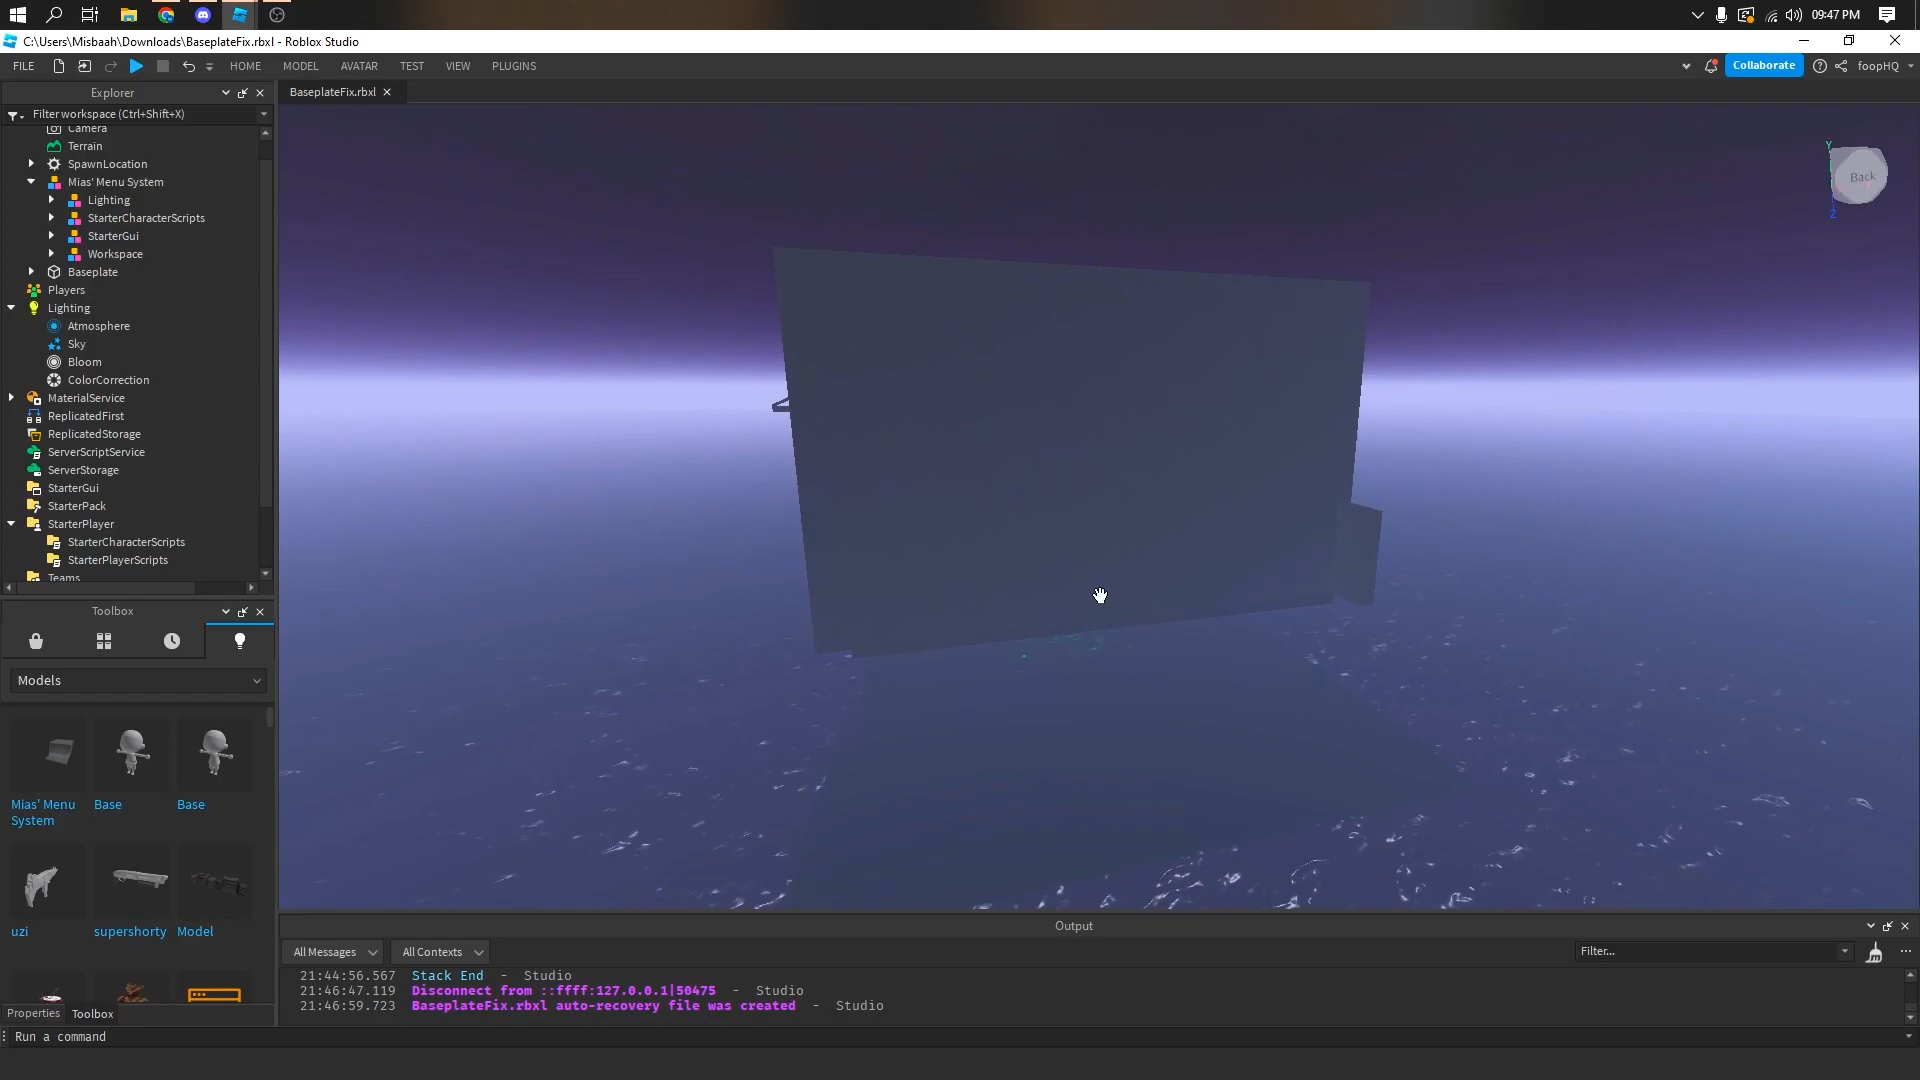 09:47 PM
C:\Users\Misbaah\Downloads\BaseplateFix.rbxl - Roblox Studio
FILE HOME MODEL AVATAR TEST VIEW PLUGINS Collaborate foopHQ
Explorer
BaseplateFix.rbxl
Filter workspace (Ctrl+Shift+X)
Camera
Terrain
SpawnLocation
Mias' Menu System
Lighting
StarterCharacterScripts
StarterGui
Workspace
Baseplate
Players
Lighting
Atmosphere
Sky
Bloom
ColorCorrection
MaterialService
ReplicatedFirst
ReplicatedStorage
ServerScriptService
ServerStorage
StarterGui
StarterPack
StarterPlayer
StarterCharacterScripts
StarterPlayerScripts
Teams
Y
Back
Z
Toolbox
Models
Mias' Menu System
Base
Base
uzi
supershorty
Model
Properties Toolbox
Output
All Messages All Contexts Filter...
21:44:56.567 Stack End - Studio
21:46:47.119 Disconnect from ::ffff:127.0.0.1|50475 - Studio
21:46:59.723 BaseplateFix.rbxl auto-recovery file was created - Studio
Run a command